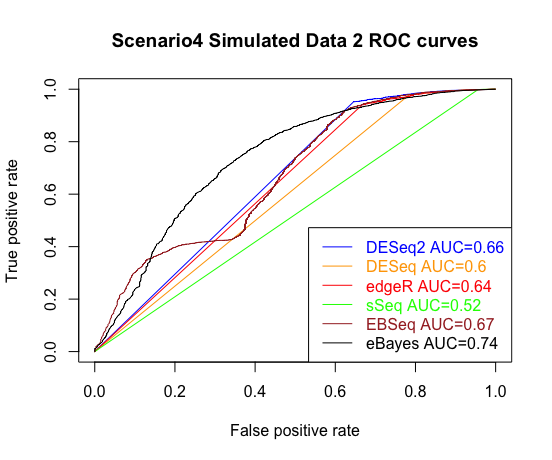 Scenario4 Simulated Data 2 ROC curves
True positive rate
1.0
0.8
0.6
0.4
0.2
0.0
DESeq2 AUC=0.66
DESeq AUC=0.6
edgeR AUC=0.64
sSeq AUC=0.52
EBSeq AUC=0.67
eBayes AUC=0.74
0.0 0.2 0.4 0.6 0.8 1.0
False positive rate